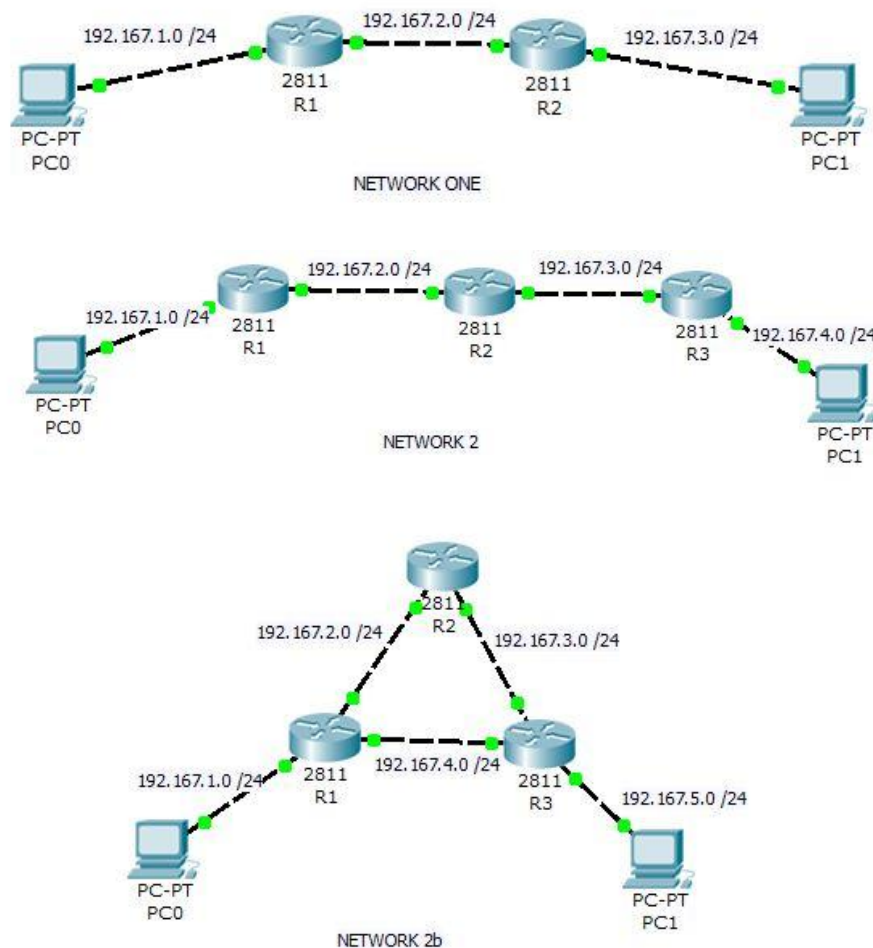 192.167.1.0 /24
192.167.2.0 /24
192.167.3.0 /24
2811
R1
2811
R2
PC-PT
PC0
PC-PT
PC1
NETWORK ONE
192.167.2.0 /24
192.167.3.0 /24
192.167.1.0 /24
2811
R1
2811
R2
2811
R3
192.167.4.0 /24
PC-PT
PC0
PC-PT
PC1
NETWORK 2
2811
R2
192.167.2.0 /24
192.167.3.0 /24
192.167.1.0 /24
2811
R1
192.167.4.0 /24
2811
R3
192.167.5.0 /24
PC-PT
PC0
PC-PT
PC1
NETWORK 2b